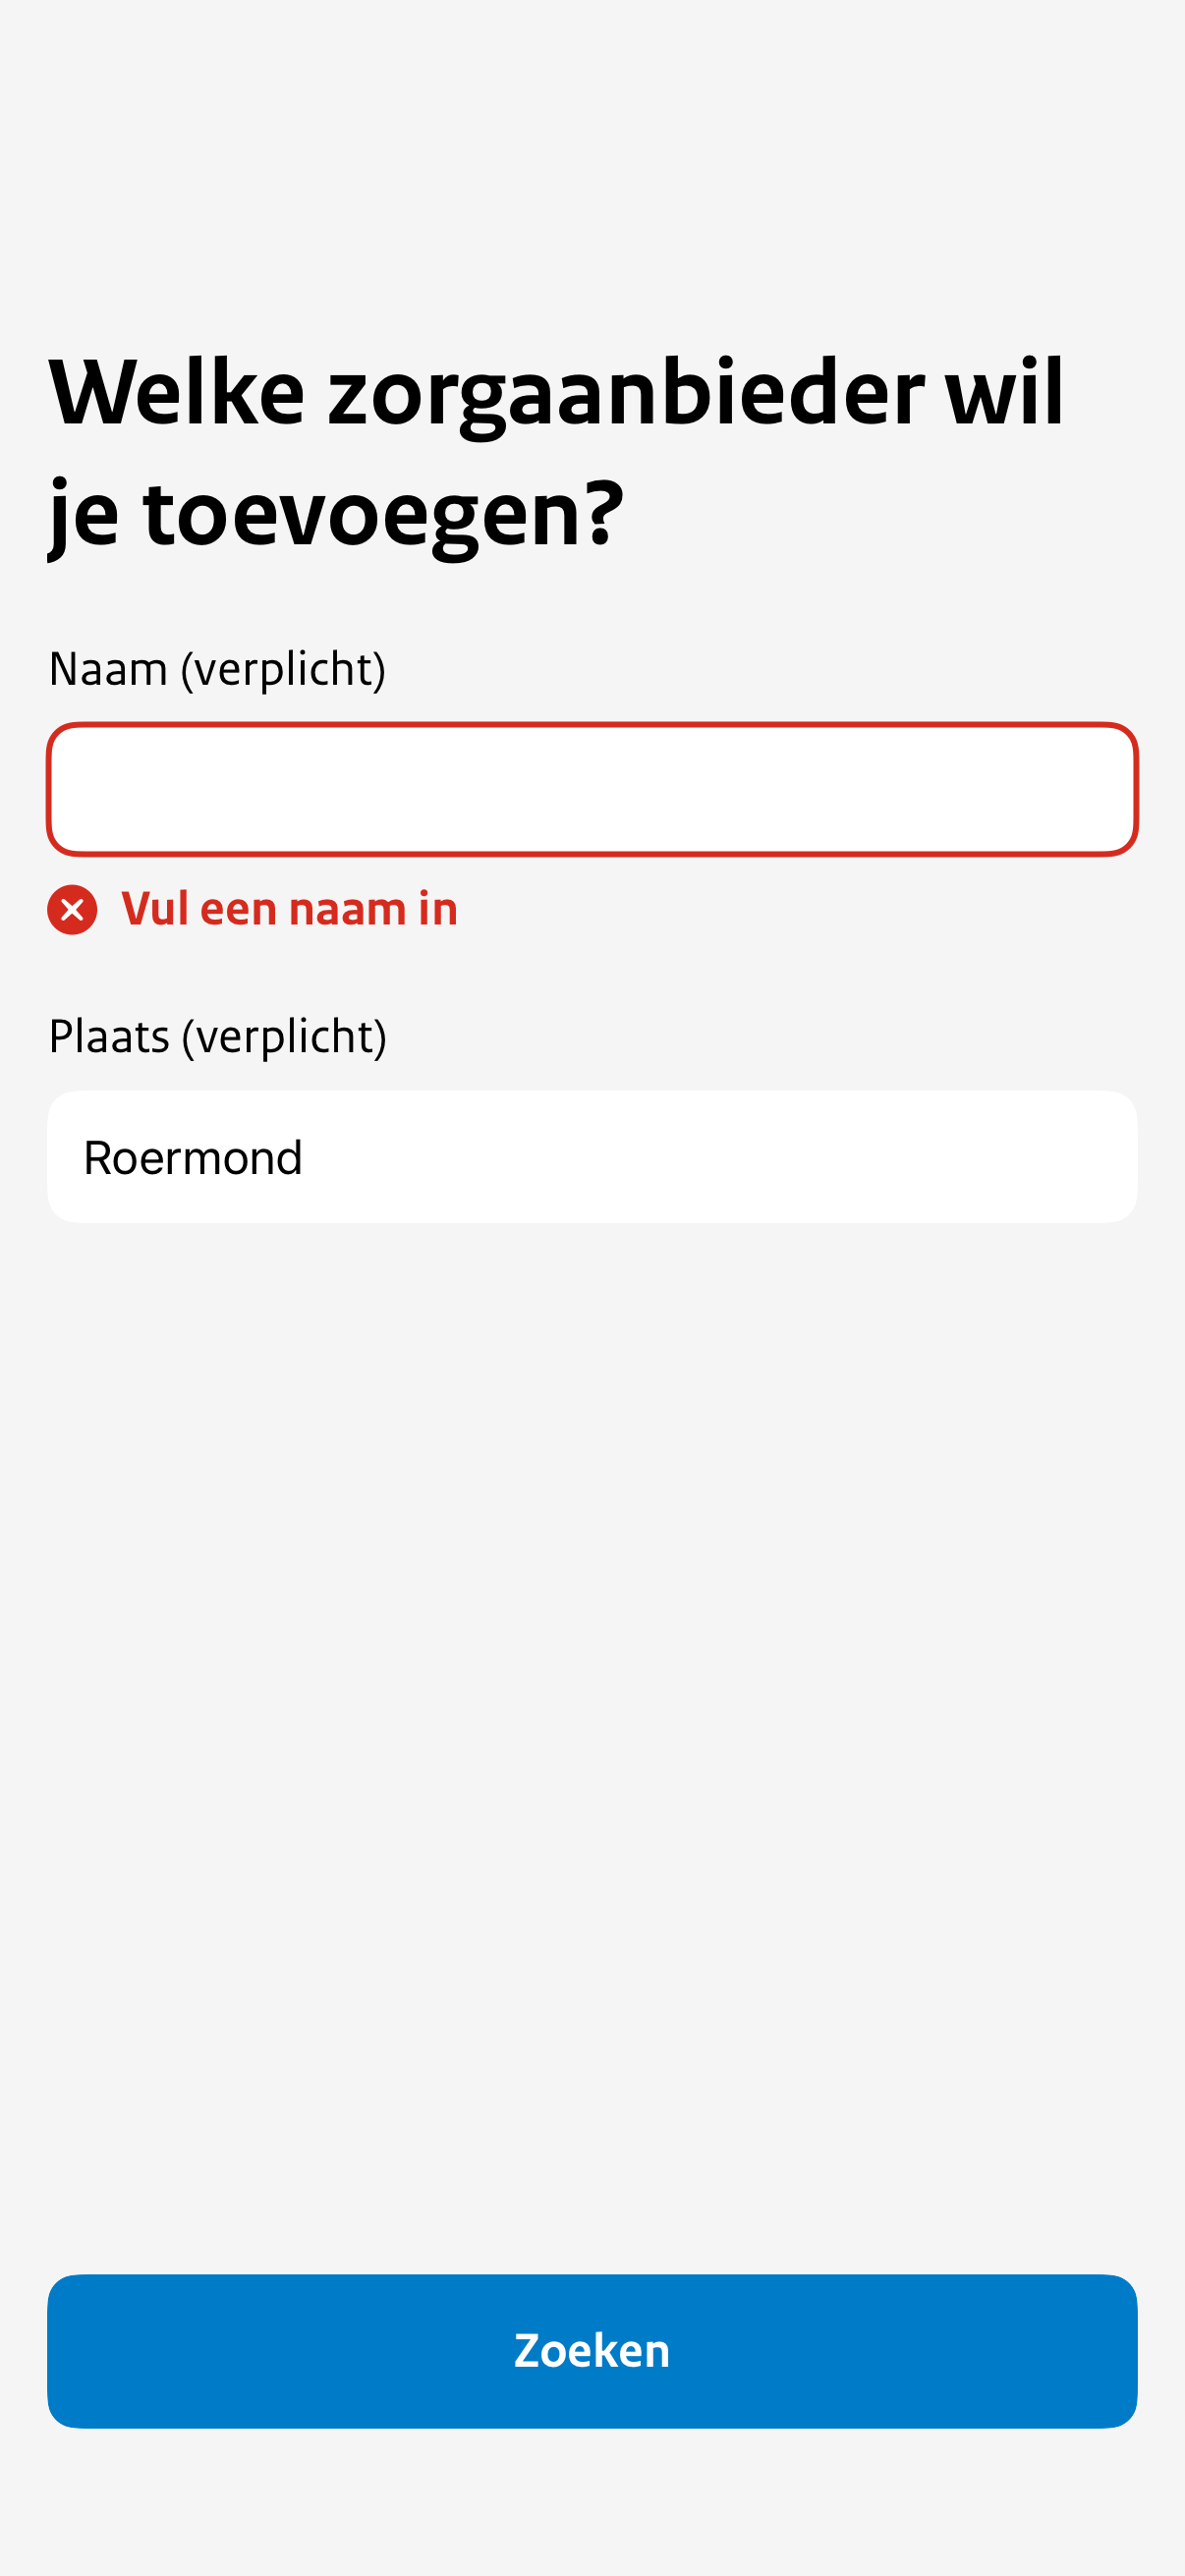 Welke zorgaanbieder wil
je toevoegen?
Naam (verplicht)
Vul een naam in
Plaats (verplicht)
Roermond
Zoeken